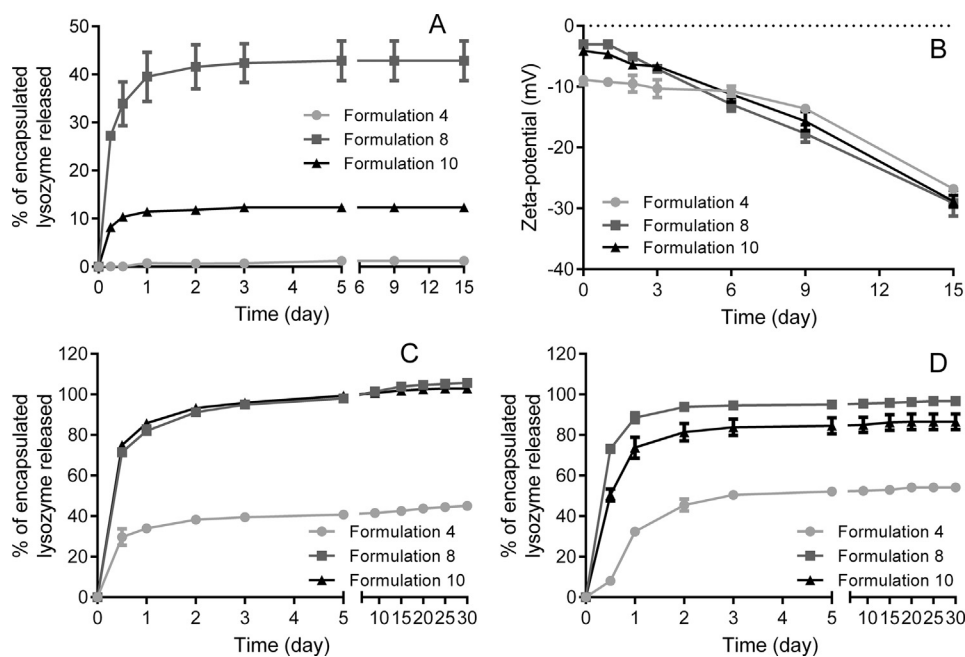 A
% of encapsulated
lysozyme released
50
40
30
20
10
0
Formulation 4
Formulation 8
Formulation 10
0 1 2 3 4 5 6 9 12 15
Time (day)
B
Zeta-potential (mV)
0
-10
-20
-30
-40
Formulation 4
Formulation 8
Formulation 10
0 3 6 9 12 15
Time (day)
C
% of encapsulated
lysozyme released
120
100
80
60
40
20
0
Formulation 4
Formulation 8
Formulation 10
0 1 2 3 4 5 10 15 20 25 30
Time (day)
D
% of encapsulated
lysozyme released
120
100
80
60
40
20
0
Formulation 4
Formulation 8
Formulation 10
0 1 2 3 4 5 10 15 20 25 30
Time (day)